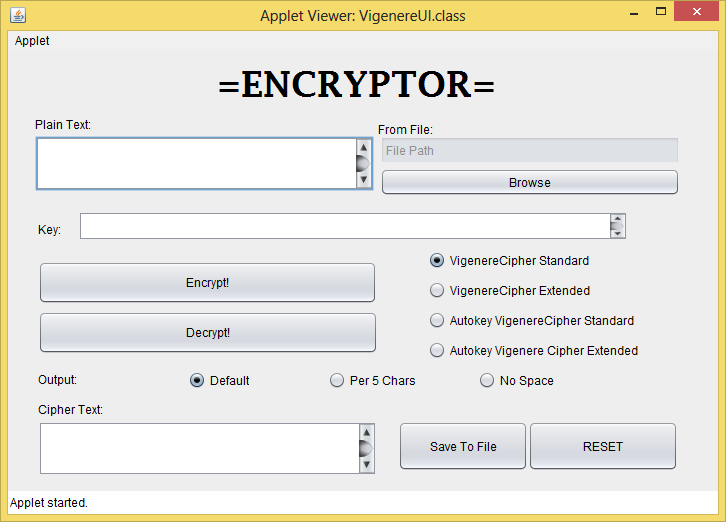 Applet Viewer: VigenereUI.class
Applet
=ENCRYPTOR=
Plain Text:
From File:
File Path
Browse
Key:
Encrypt!
Decrypt!
VigenereCipher Standard
VigenereCipher Extended
Autokey VigenereCipher Standard
Autokey Vigenere Cipher Extended
Output: Default Per 5 Chars No Space
Cipher Text:
Save To File RESET
Applet started.